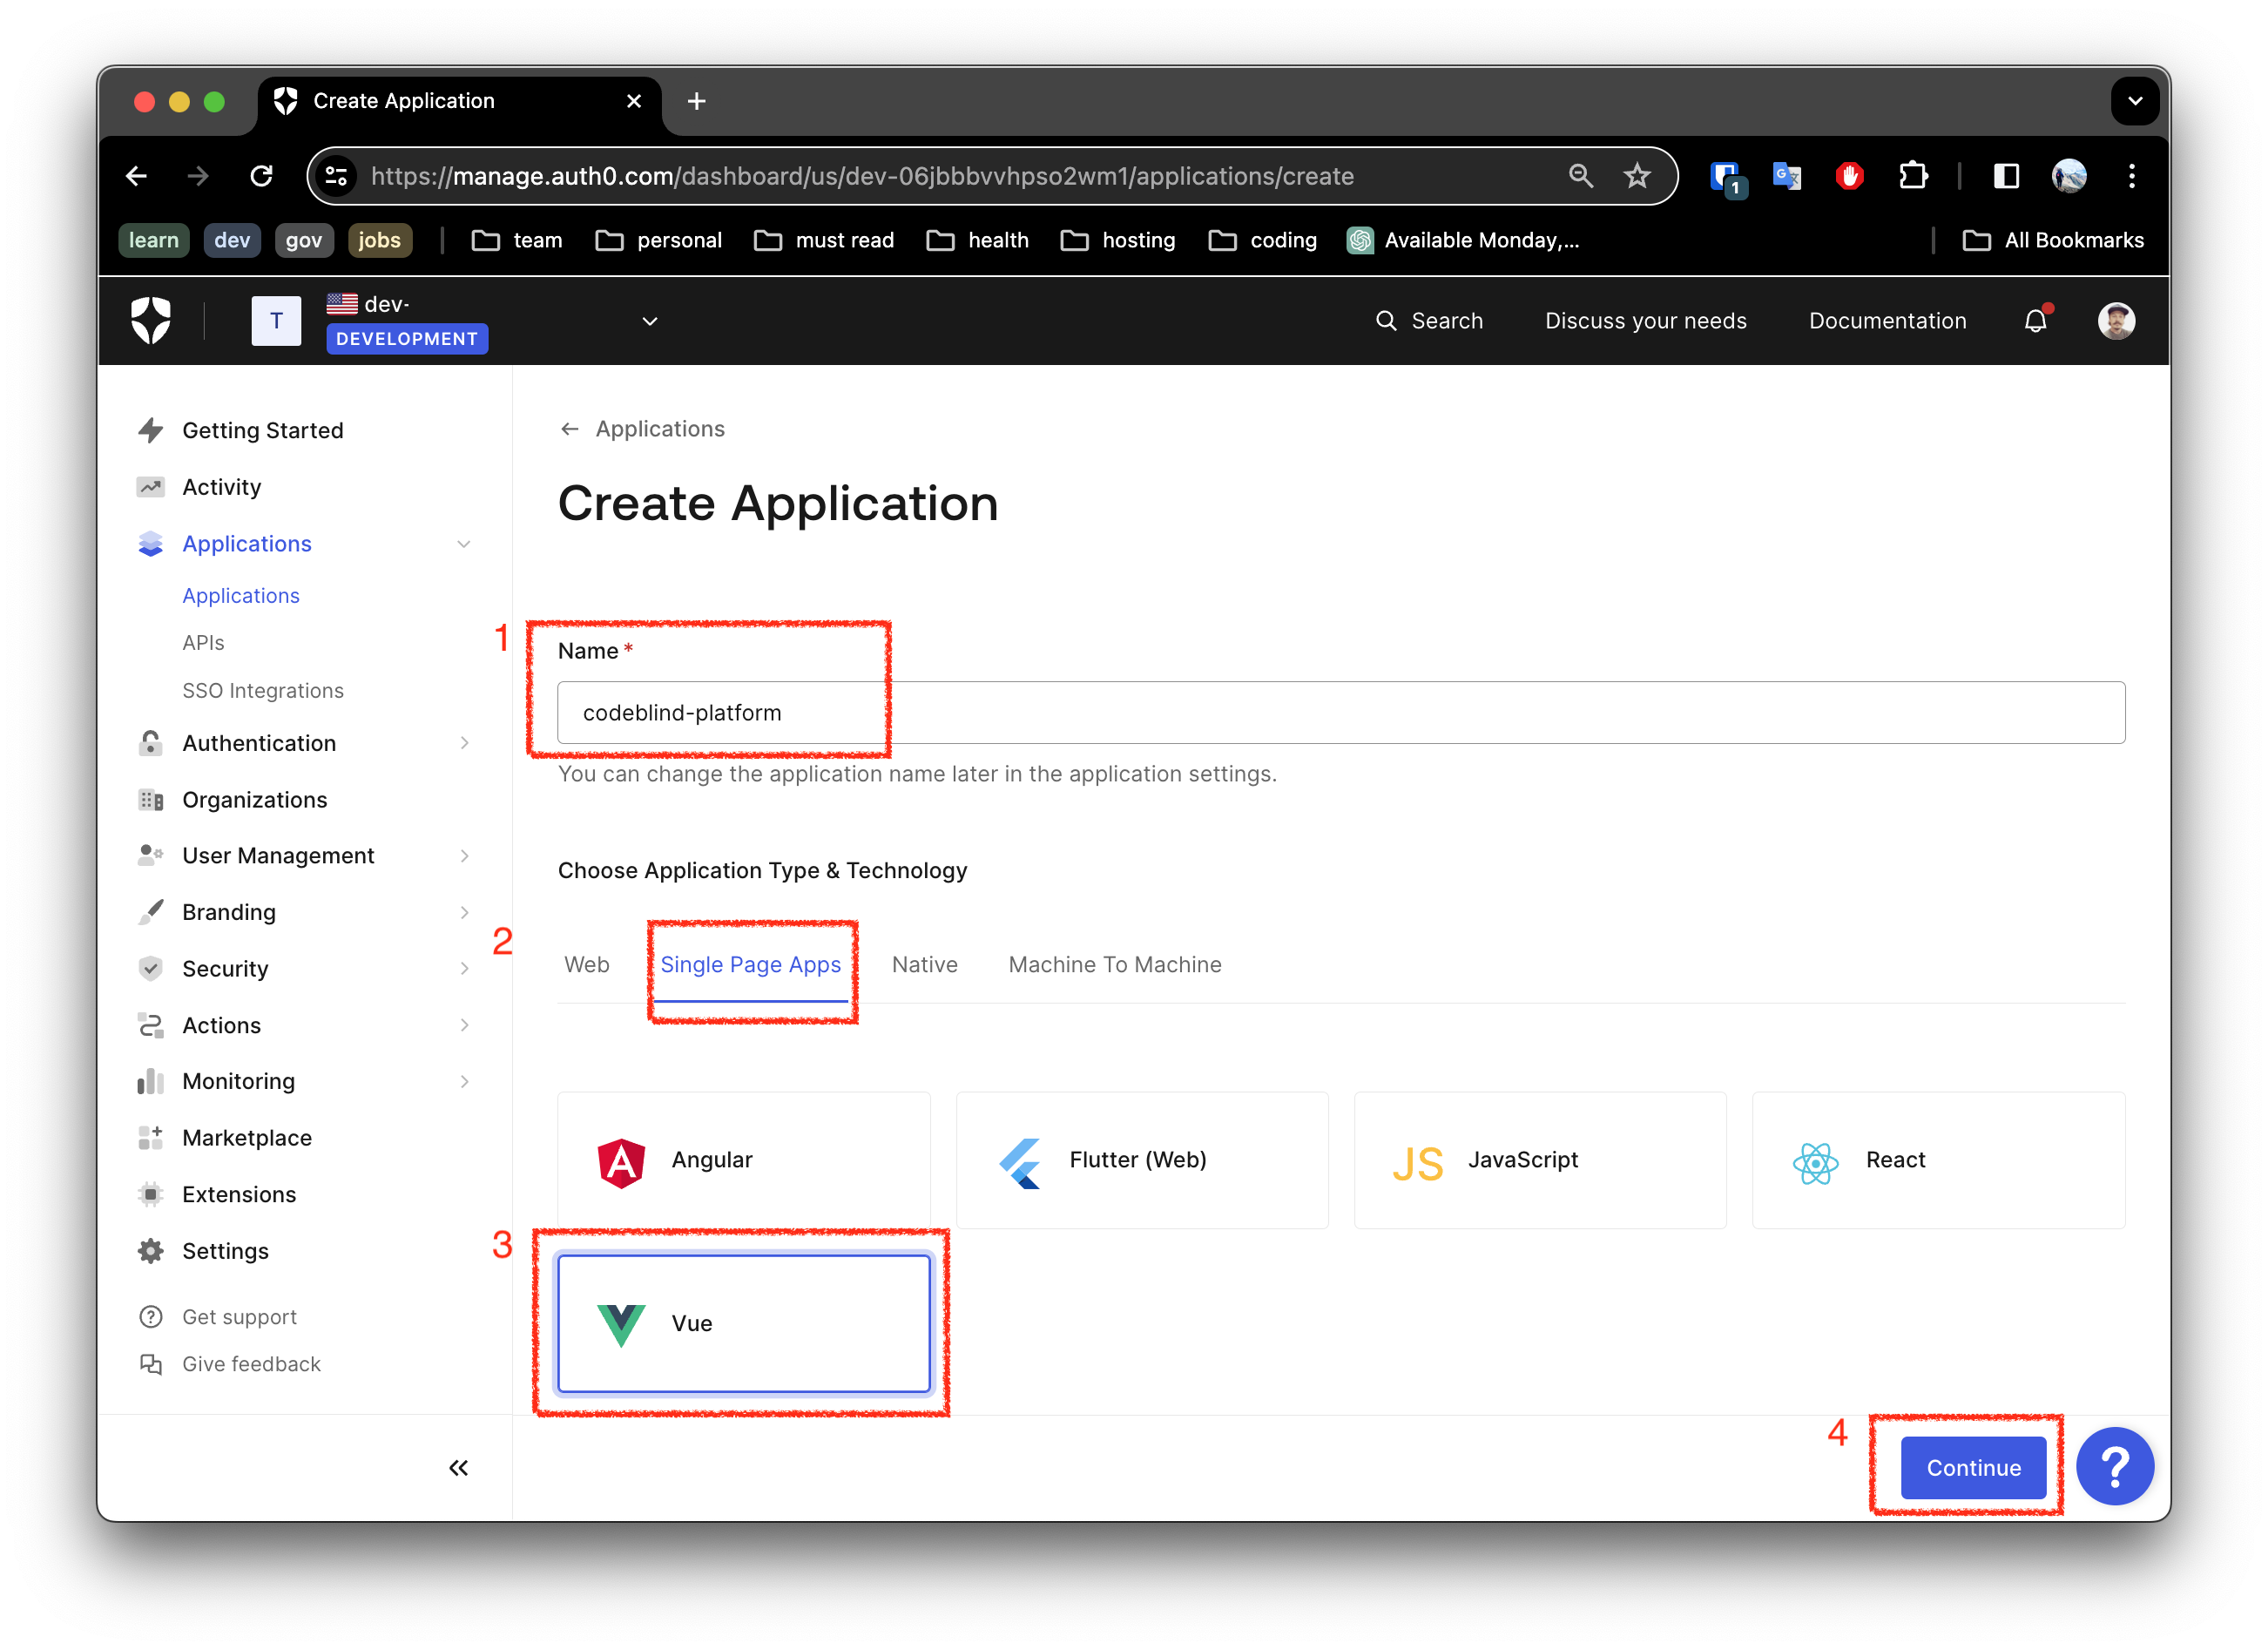 Create Application
https://manage.auth0.com/dashboard/us/dev-06jbbbvvhpso2wm1/applications/create
1
learn dev gov jobs team personal must read health hosting coding Available Monday,... All Bookmarks
T
dev-
DEVELOPMENT
Search Discuss your needs Documentation
Getting Started
Activity
Applications
Applications
APIs
SSO Integrations
Authentication
Organizations
User Management
Branding
Security
Actions
Monitoring
Marketplace
Extensions
Settings
Get support
Give feedback
Applications
Create Application
1
Name*
codeblind-platform
You can change the application name later in the application settings.
Choose Application Type & Technology
2
Web Single Page Apps Native Machine To Machine
Angular
Flutter (Web)
JS JavaScript
React
3
Vue
4
Continue
?